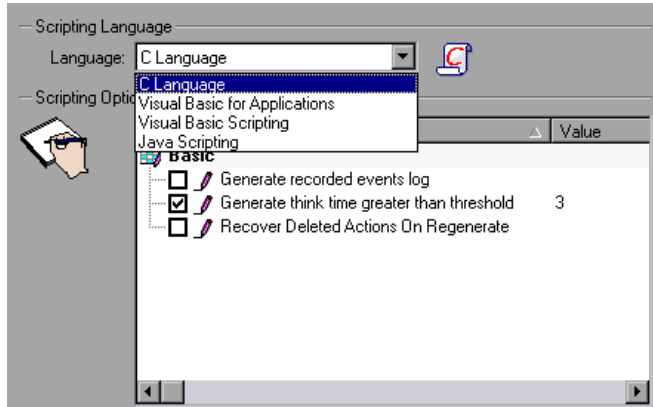 Scripting Language
Language: C Language
C Language
Scripting Optio
Visual Basic for Applications
Visual Basic Scripting
Java Scripting
Value
Basic
Generate recorded events log
Generate think time greater than threshold 3
Recover Deleted Actions On Regenerate